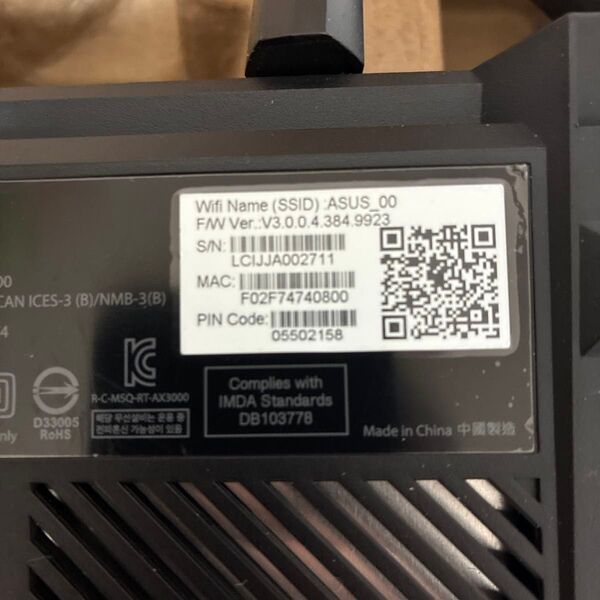 Wifi Name (SSID) :ASUS_00
F/W Ver.:V3.0.0.4.384.9923
S/N:
LCIJJA002711
MAC:
F02F74740800
PIN Code:
05502158
00
CAN ICES-3 (B)/NMB-3(B)
4
R-C-MSQ-RT-AX3000
해당 무선설비는 운용 중
전파혼신 가능성이 있음
D33005
RoHS
only
Complies with
IMDA Standards
DB103778
Made in China 中國製造